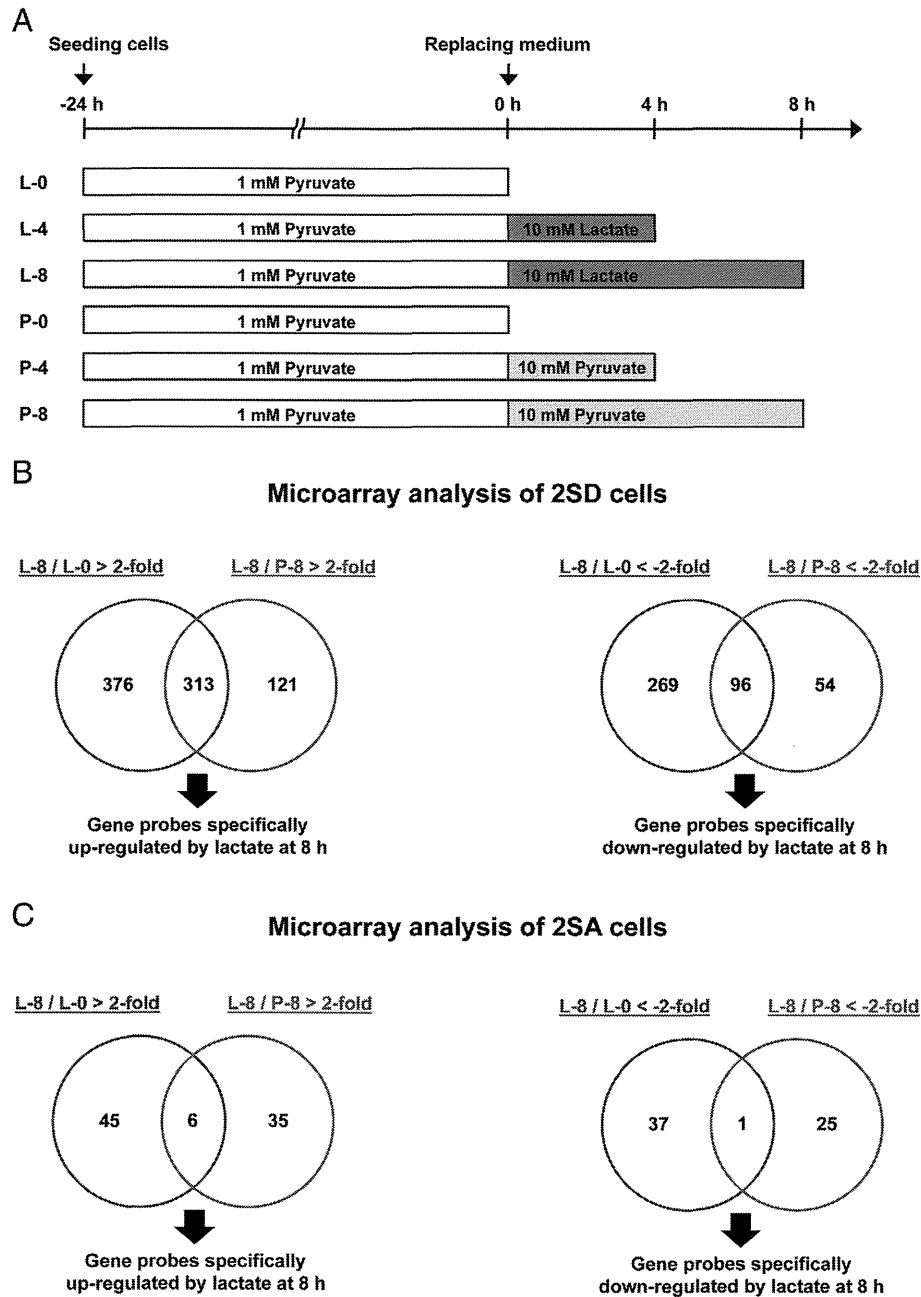 A
Seeding cells
Replacing medium
-24 h
0 h
4 h
8 h
L-0
1 mM Pyruvate
L-4
1 mM Pyruvate
10 mM Lactate
L-8
1 mM Pyruvate
10 mM Lactate
P-0
1 mM Pyruvate
P-4
1 mM Pyruvate
10 mM Pyruvate
P-8
1 mM Pyruvate
10 mM Pyruvate
B
Microarray analysis of 2SD cells
L-8 / L-0 > 2-fold
L-8 / P-8 > 2-fold
376
313
121
Gene probes specifically
up-regulated by lactate at 8 h
L-8 / L-0 < -2-fold
L-8 / P-8 < -2-fold
269
96
54
Gene probes specifically
down-regulated by lactate at 8 h
C
Microarray analysis of 2SA cells
L-8 / L-0 > 2-fold
L-8 / P-8 > 2-fold
45
6
35
Gene probes specifically
up-regulated by lactate at 8 h
L-8 / L-0 < -2-fold
L-8 / P-8 < -2-fold
37
1
25
Gene probes specifically
down-regulated by lactate at 8 h